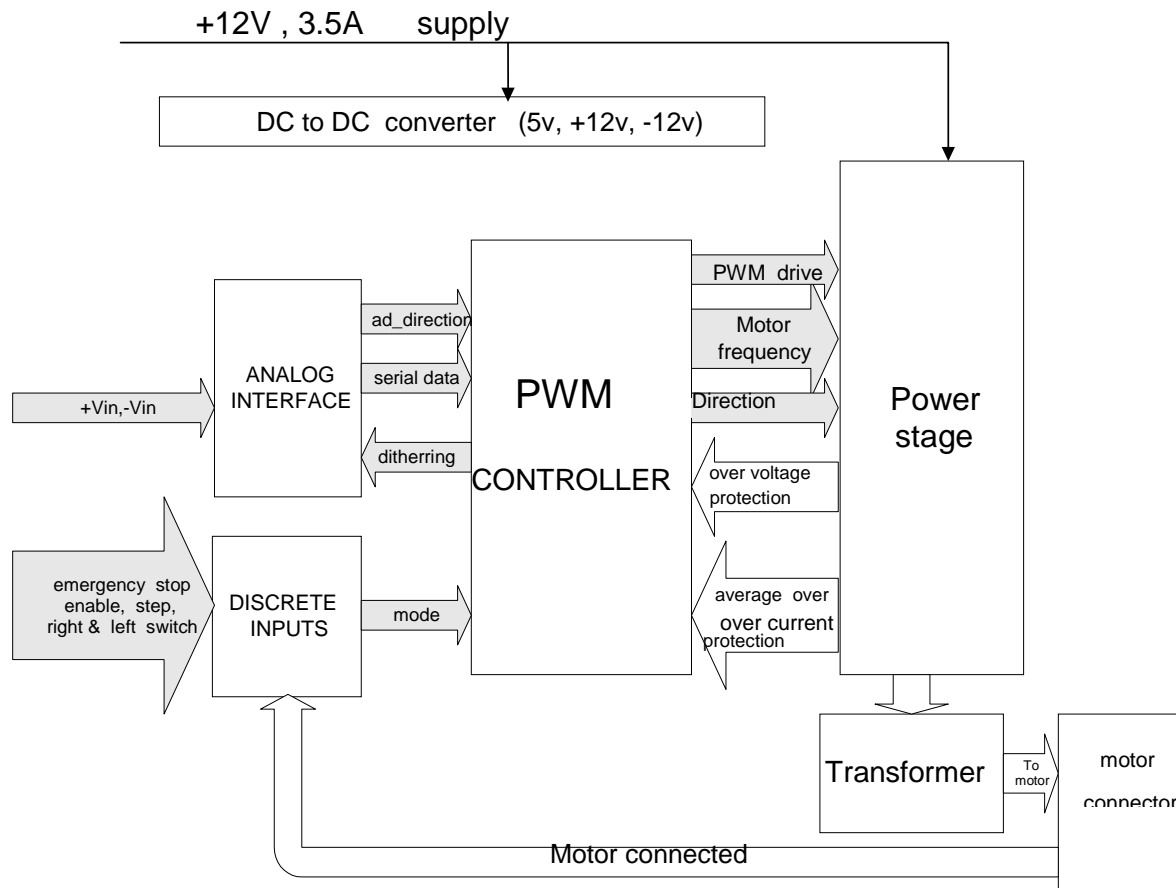 +12V , 3.5A supply
DC to DC converter (5v, +12v, -12v)
+Vin,-Vin
ANALOG
INTERFACE
ad_direction
serial data
ditherring
emergency stop
enable, step,
right & left switch
DISCRETE
INPUTS
mode
PWM
CONTROLLER
PWM drive
Motor
frequency
Direction
over voltage
protection
average over
over current
protection
Power
stage
Transformer
To
motor
motor
connector
Motor connected